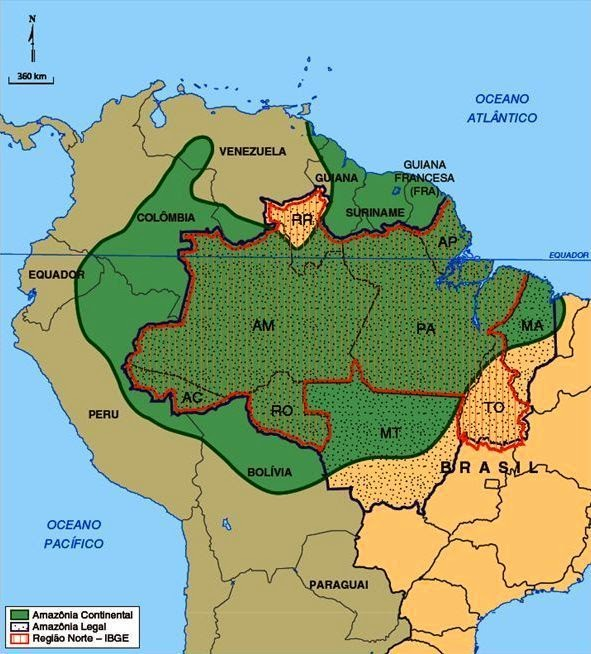 N
360 km
OCEANO
ATLÂNTICO
VENEZUELA
GUIANA
GUIANA
FRANCESA
(FRA)
SURINAME
COLÔMBIA
RR
AP
EQUADOR
EQUADOR
AM
PA
MA
AC
RO
TO
PERU
MT
BOLÍVIA
BRASIL
OCEANO
PACÍFICO
PARAGUAI
Amazônia Continental
Amazônia Legal
Região Norte – IBGE